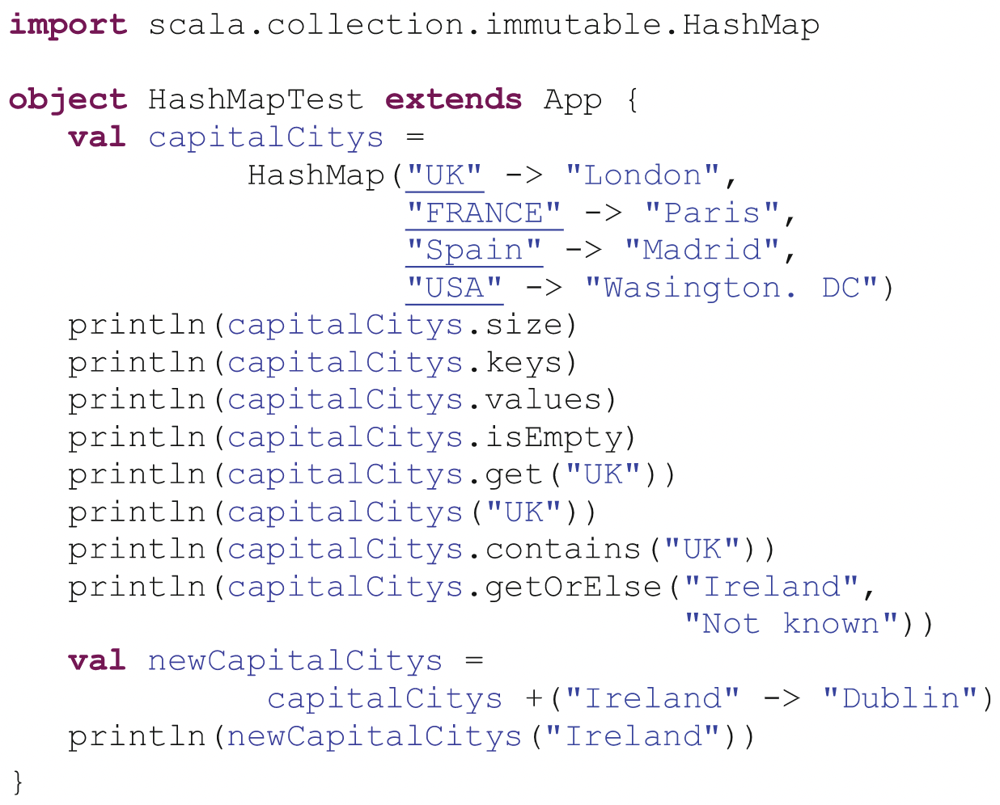 import scala.collection.immutable.HashMap
object HashMapTest extends App {
val capitalCitys =
HashMap("UK" -> "London",
"FRANCE" -> "Paris",
"Spain" -> "Madrid",
"USA" -> "Wasington. DC")
println(capitalCitys.size)
println(capitalCitys.keys)
println(capitalCitys.values)
println(capitalCitys.isEmpty)
println(capitalCitys.get("UK"))
println(capitalCitys("UK"))
println(capitalCitys.contains("UK"))
println(capitalCitys.getOrElse("Ireland",
"Not known"))
val newCapitalCitys =
capitalCitys +("Ireland" -> "Dublin")
println(newCapitalCitys("Ireland"))
}